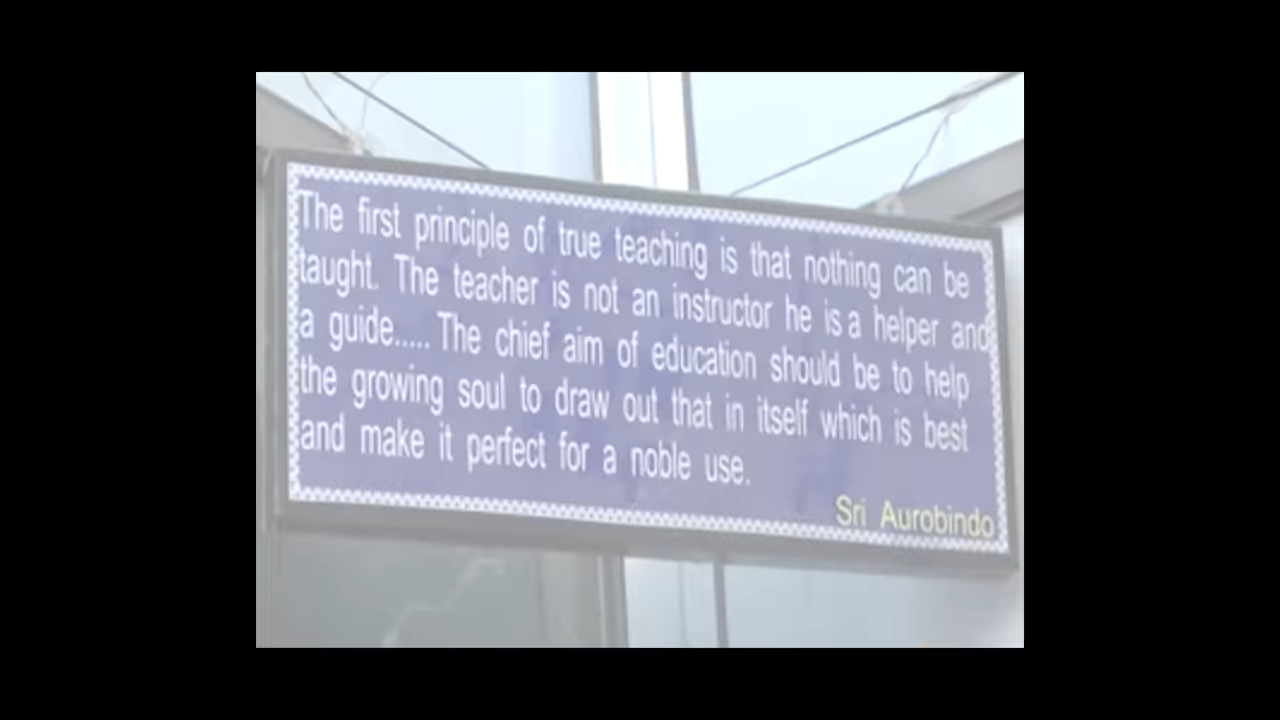 The first principle of true teaching is that nothing can be
taught. The teacher is not an instructor he is a helper and
a guide..... The chief aim of education should be to help
the growing soul to draw out that in itself which is best
and make it perfect for a noble use.
Sri Aurobindo